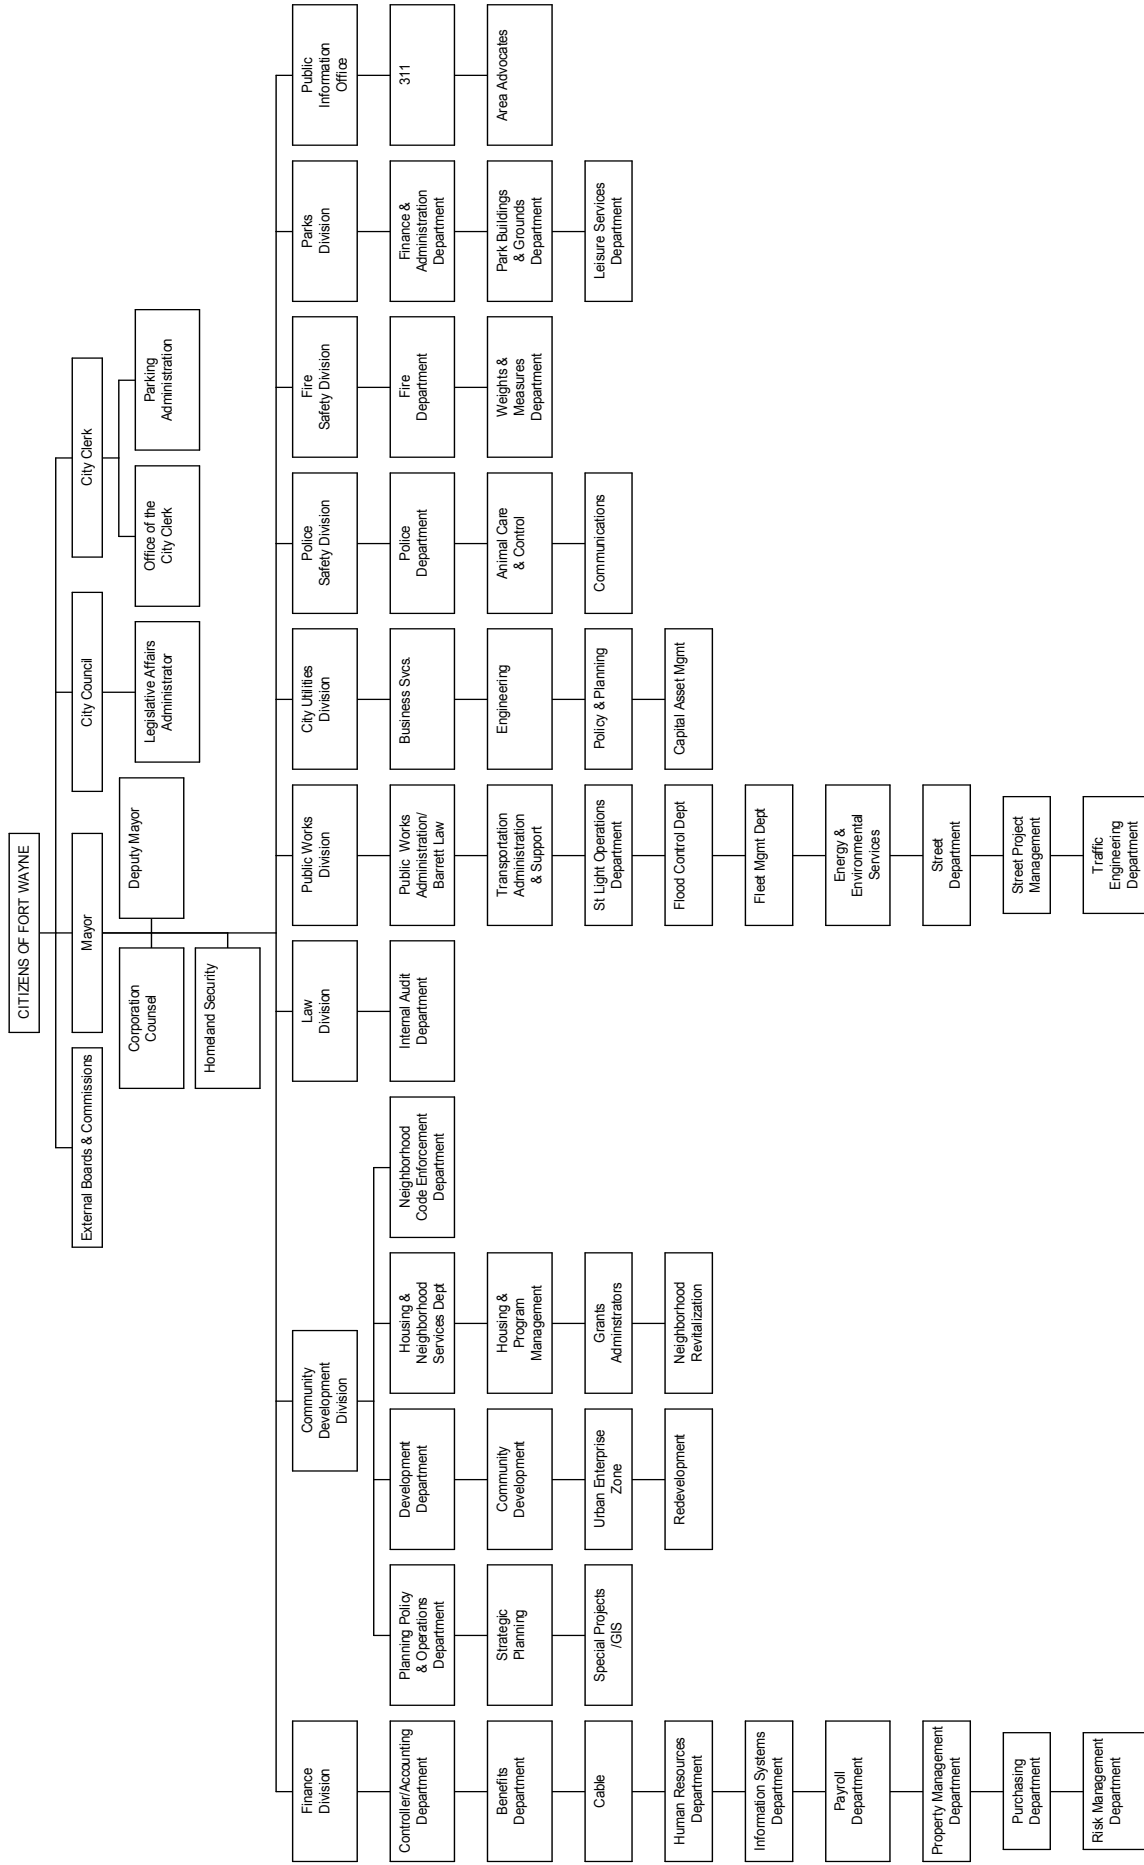 CITIZENS OF FORT WAYNE
External Boards & Commissions
Mayor
City Council
City Clerk
Corporation
Counsel
Deputy Mayor
Homeland Security
Legislative Affairs
Administrator
Office of the
City Clerk
Parking
Administration
Finance
Division
Controller/Accounting
Department
Benefits
Department
Cable
Human Resources
Department
Information Systems
Department
Payroll
Department
Property Management
Department
Purchasing
Department
Risk Management
Department
Community
Development
Division
Planning Policy
& Operations
Department
Strategic
Planning
Special Projects
/GIS
Development
Department
Community
Development
Urban Enterprise
Zone
Redevelopment
Housing &
Neighborhood
Services Dept
Housing &
Program
Management
Grants
Adminstrators
Neighborhood
Revitalization
Neighborhood
Code Enforcement
Department
Law
Division
Internal Audit
Department
Public Works
Division
Public Works
Administration/
Barrett Law
Transportation
Administration
& Support
St Light Operations
Department
Flood Control Dept
Fleet Mgmt Dept
Energy &
Environmental
Services
Street
Department
Street Project
Management
Traffic
Engineering
Department
City Utilities
Division
Business Svcs.
Engineering
Policy & Planning
Capital Asset Mgmt
Police
Safety Division
Police
Department
Animal Care
& Control
Communications
Fire
Safety Division
Fire
Department
Weights &
Measures
Department
Parks
Division
Finance &
Administration
Department
Park Buildings
& Grounds
Department
Leisure Services
Department
Public
Information
Office
311
Area Advocates